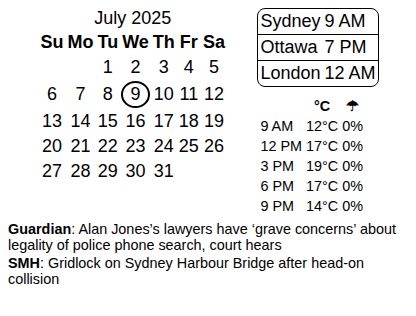 July 2025
Su Mo Tu We Th Fr Sa
1 2 3 4 5
6 7 8 9 10 11 12
13 14 15 16 17 18 19
20 21 22 23 24 25 26
27 28 29 30 31
Sydney 9 AM
Ottawa 7 PM
London 12 AM
°C ☂
9 AM 12°C 0%
12 PM 17°C 0%
3 PM 19°C 0%
6 PM 17°C 0%
9 PM 14°C 0%
Guardian: Alan Jones’s lawyers have ‘grave concerns’ about
legality of police phone search, court hears
SMH: Gridlock on Sydney Harbour Bridge after head-on
collision